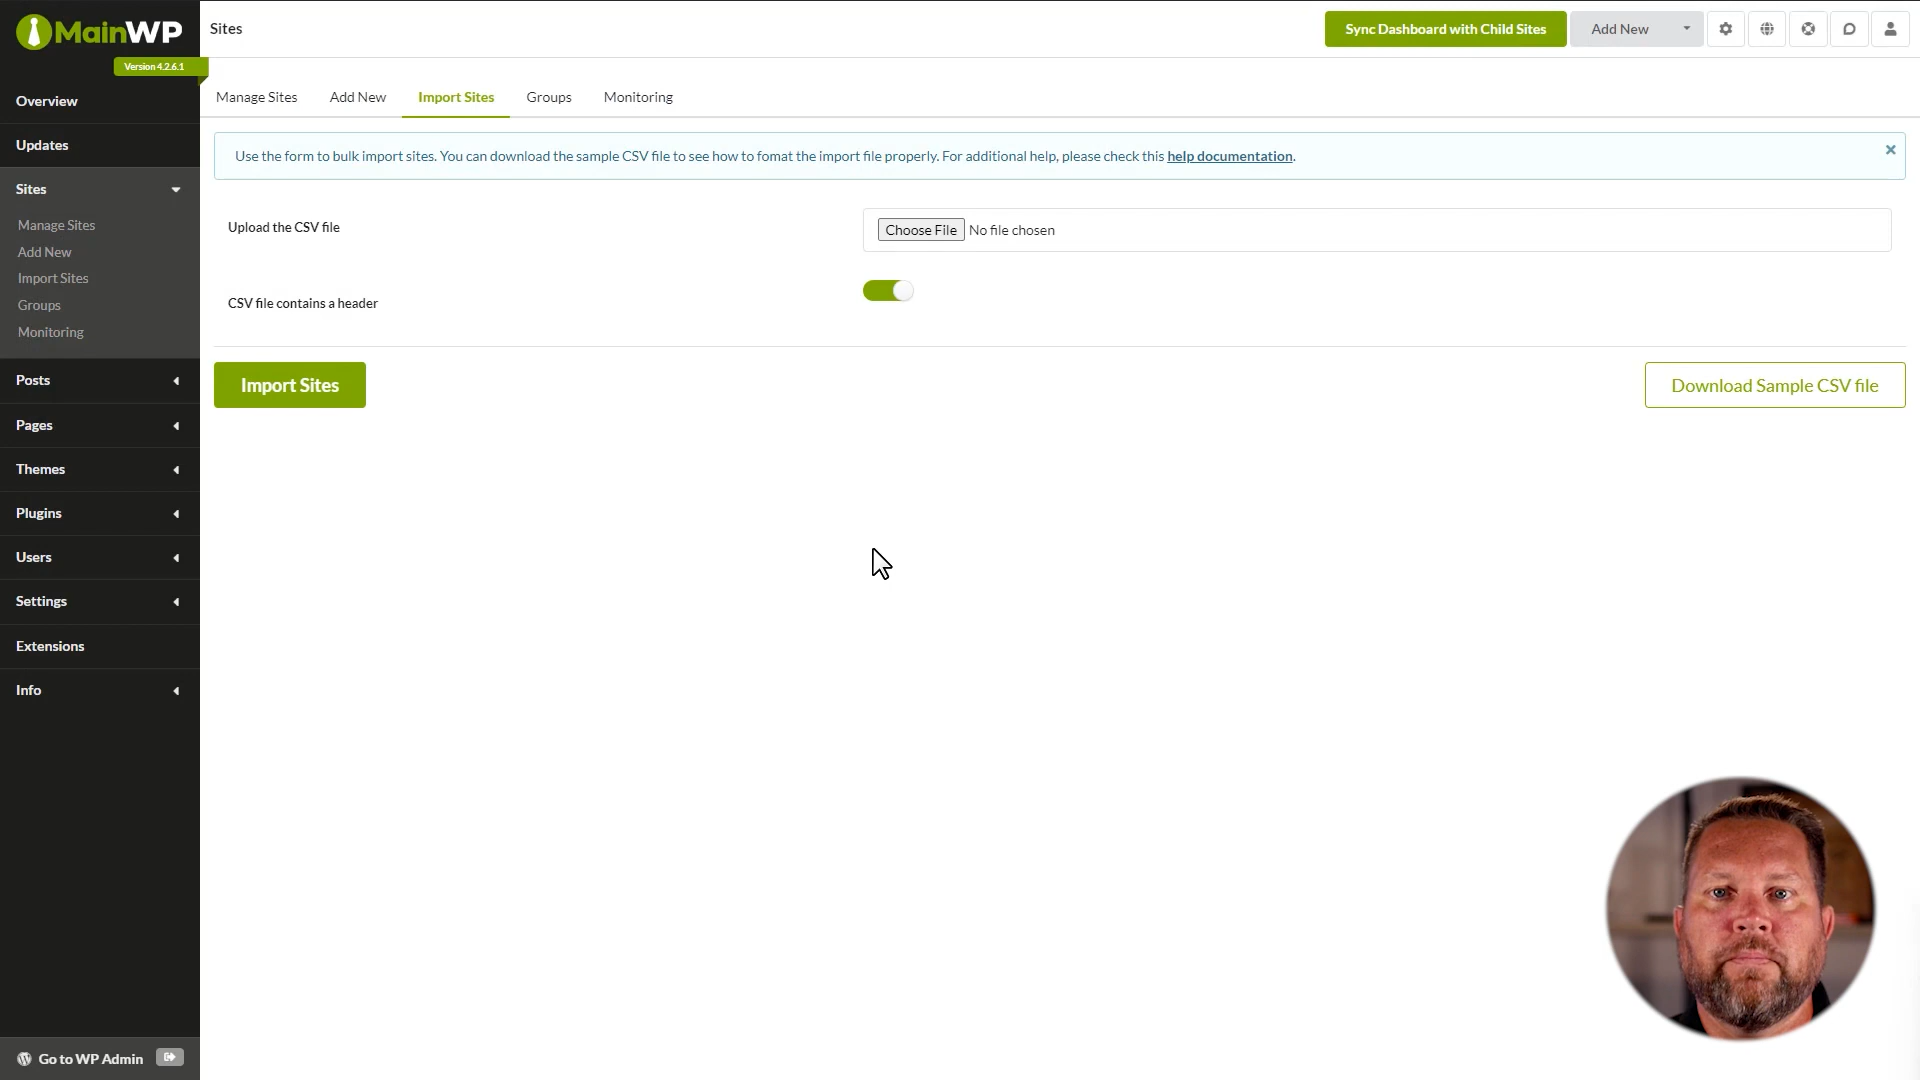 MainWP
Version 4.2.6.1
Sites
Sync Dashboard with Child Sites
Add New
Overview
Updates
Sites
Manage Sites
Add New
Import Sites
Groups
Monitoring
Posts
Pages
Themes
Plugins
Users
Settings
Extensions
Info
Go to WP Admin
Manage Sites
Add New
Import Sites
Groups
Monitoring
Use the form to bulk import sites. You can download the sample CSV file to see how to fomat the import file properly. For additional help, please check this help documentation.
Upload the CSV file
Choose File No file chosen
CSV file contains a header
Import Sites
Download Sample CSV file